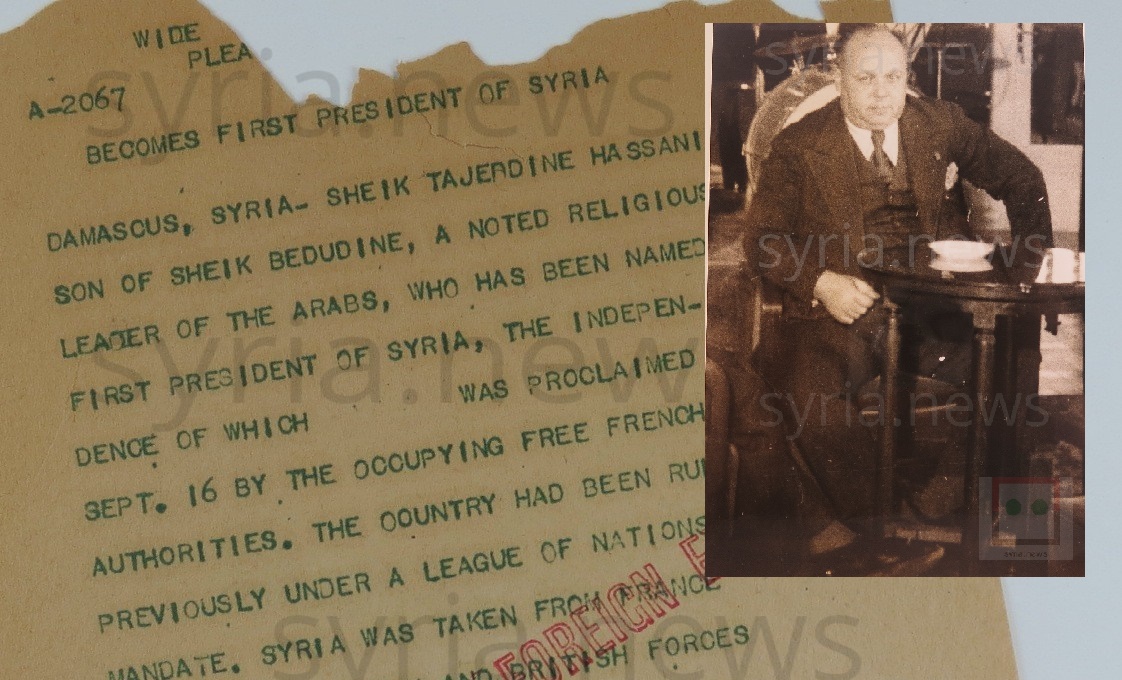 WIDE
PLEA
A-2067
BECOMES FIRST PRESIDENT OF SYRIA
DAMASCUS, SYRIA- SHEIK TAJERDINE HASSANI
SON OF SHEIK BEDUDINE, A NOTED RELIGIOUS
LEADER OF THE ARABS, WHO HAS BEEN NAMED
FIRST PRESIDENT OF SYRIA, THE INDEPEN-
DENCE OF WHICH WAS PROCLAIMED
SEPT. 16 BY THE OCCUPYING FREE FRENCH
AUTHORITIES. THE COUNTRY HAD BEEN RU
PREVIOUSLY UNDER A LEAGUE OF NATIONS
MANDATE. SYRIA WAS TAKEN FROM FRANCE
AND BRITISH FORCES
FOREIGN
syria.news
syria.news
syria.news
syria.news
syria.news
syria.news